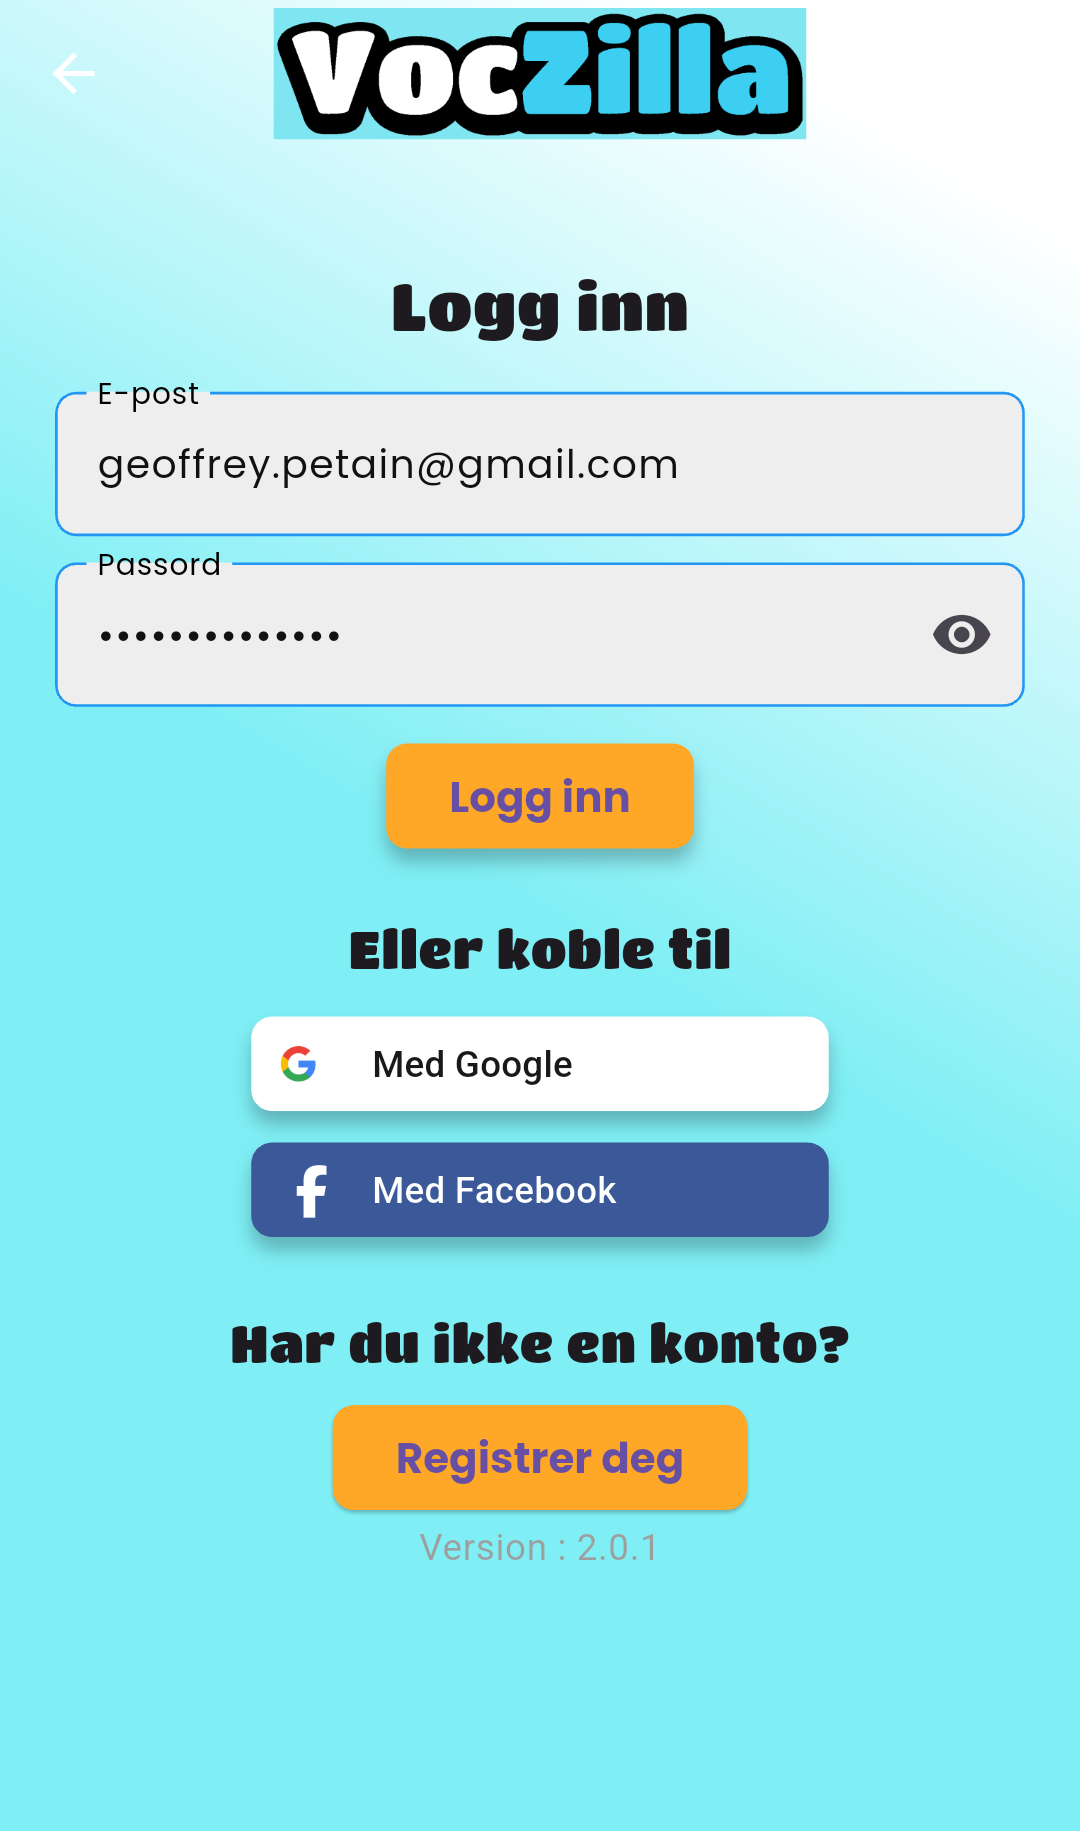 VocZilla
Logg inn
E-post
geoffrey.petain@gmail.com
Passord
••••••••••••••
Logg inn
Eller koble til
Med Google
Med Facebook
Har du ikke en konto?
Registrer deg
Version : 2.0.1